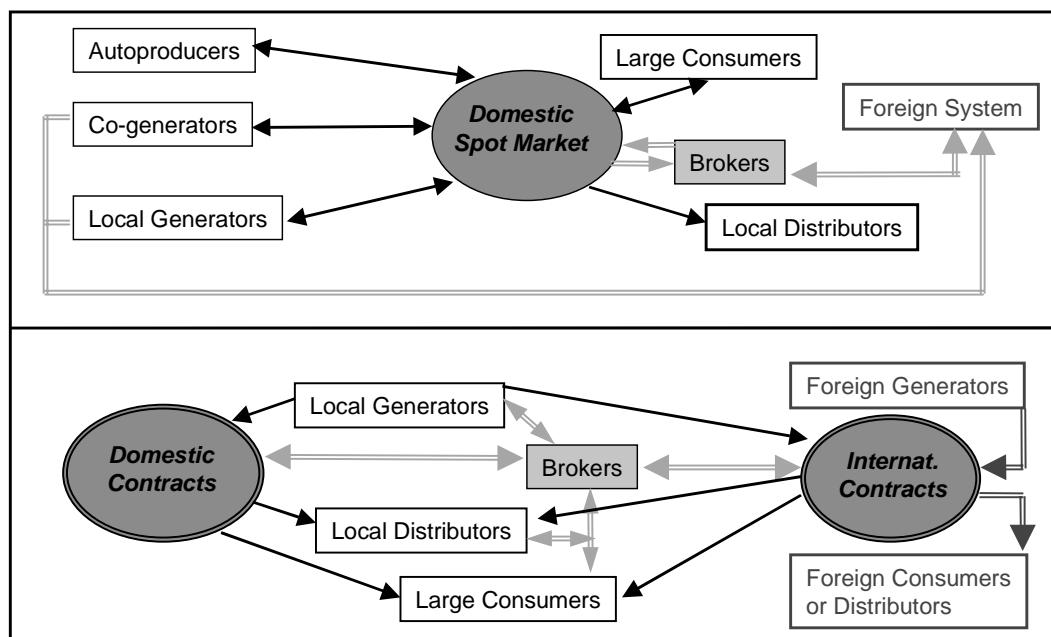 Autoproducers
Large Consumers
Domestic
Spot Market
Foreign System
Co-generators
Brokers
Local Generators
Local Distributors
Foreign Generators
Local Generators
Domestic
Contracts
Brokers
Internat.
Contracts
Local Distributors
Large Consumers
Foreign Consumers
or Distributors